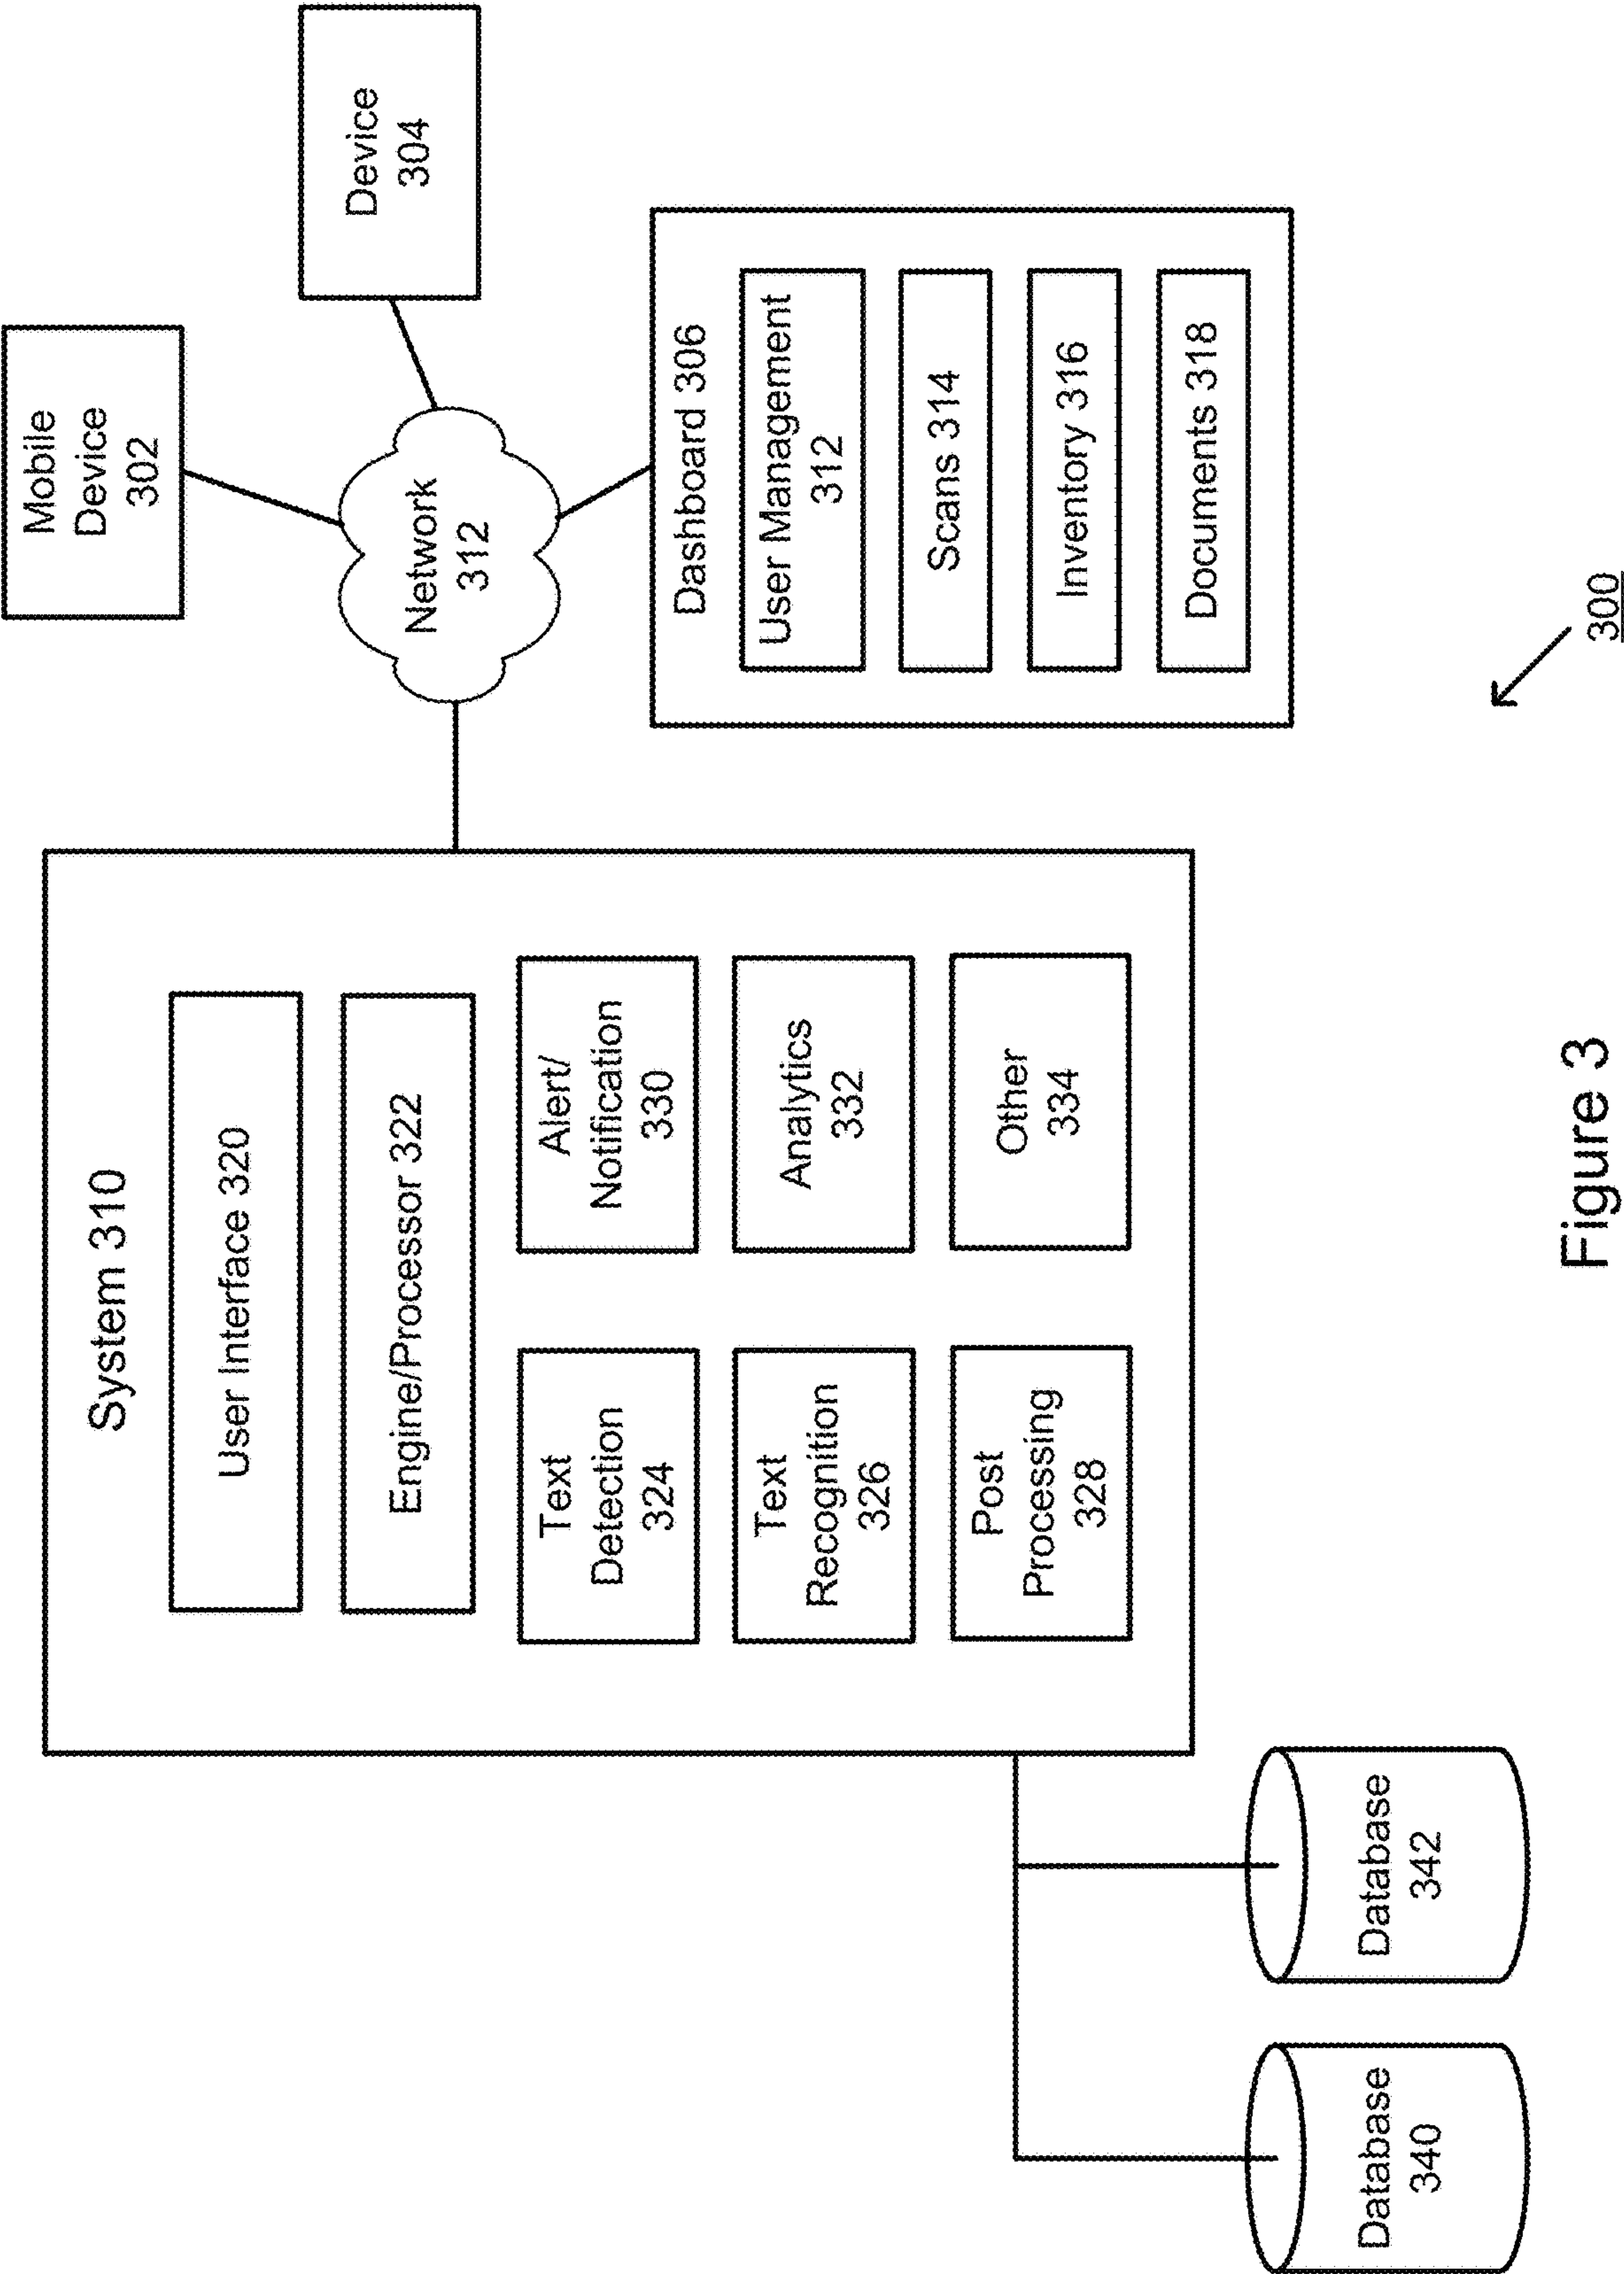 System 310
User Interface 320
Engine/Processor 322
Text
Detection
324
Alert/
Notification
330
Text
Recognition
326
Analytics
332
Post
Processing
328
Other
334
Database
340
Database
342
Mobile
Device
302
Device
304
Network
312
Dashboard 306
User Management
312
Scans 314
Inventory 316
Documents 318
300
Figure 3